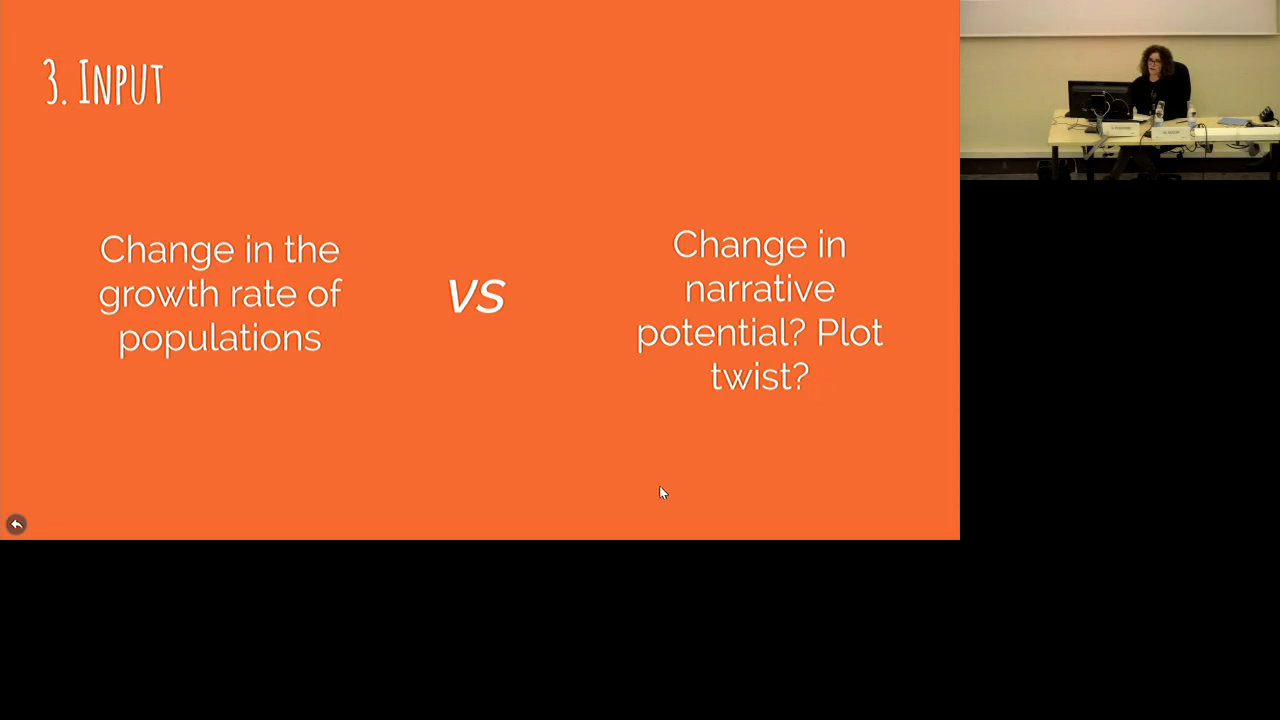 3. Input
Change in the
growth rate of
populations
vs
Change in
narrative
potential? Plot
twist?